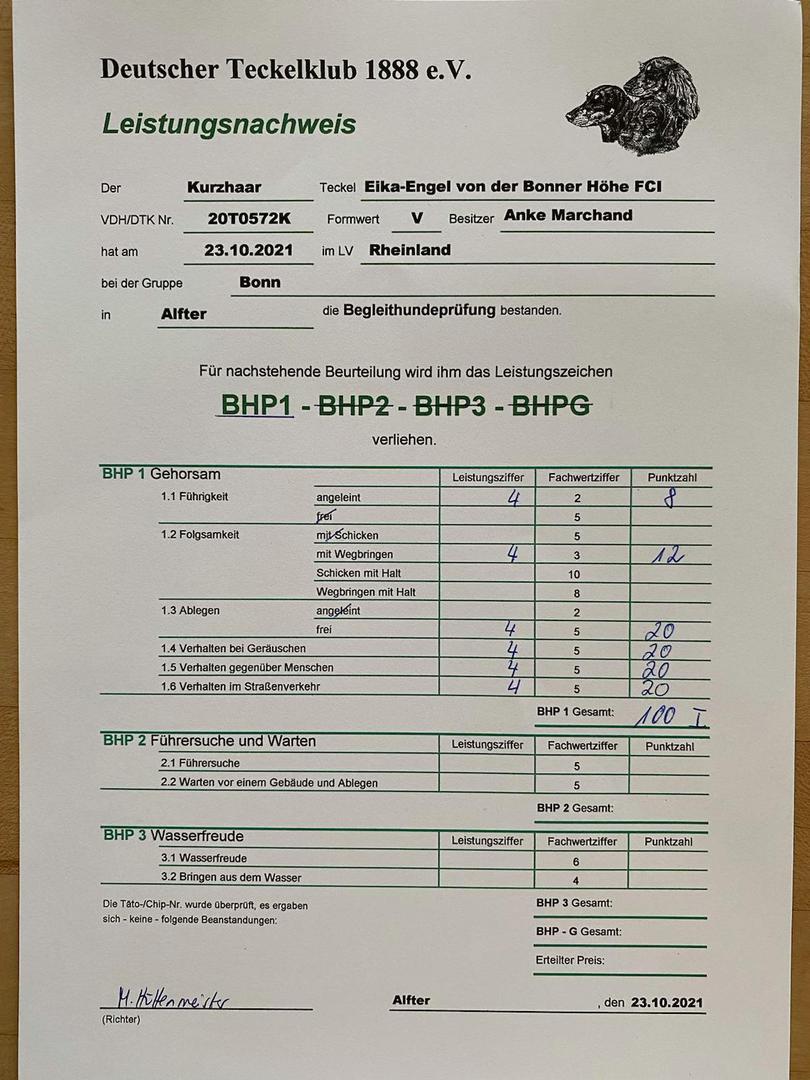 Deutscher Teckelklub 1888 e.V.
Leistungsnachweis
Der Kurzhaar Teckel Eika-Engel von der Bonner Höhe FCI
VDH/DTK Nr. 20T0572K Formwert V Besitzer Anke Marchand
hat am 23.10.2021 im LV Rheinland
bei der Gruppe Bonn
in Alfter die Begleithundeprüfung bestanden.
Für nachstehende Beurteilung wird ihm das Leistungszeichen
BHP1 - BHP2 - BHP3 - BHPG
verliehen.
BHP 1 Gehorsam Leistungsziffer Fachwertziffer Punktzahl
1.1 Führigkeit angeleint 4 2 8
frei 5
1.2 Folgsamkeit mit Schicken 5
mit Wegbringen 4 3 12
Schicken mit Halt 10
Wegbringen mit Halt 8
1.3 Ablegen angeleint 2
frei 4 5 20
1.4 Verhalten bei Geräuschen 4 5 20
1.5 Verhalten gegenüber Menschen 4 5 20
1.6 Verhalten im Straßenverkehr 4 5 20
BHP 1 Gesamt: 100 I
BHP 2 Führersuche und Warten Leistungsziffer Fachwertziffer Punktzahl
2.1 Führersuche 5
2.2 Warten vor einem Gebäude und Ablegen 5
BHP 2 Gesamt:
BHP 3 Wasserfreude Leistungsziffer Fachwertziffer Punktzahl
3.1 Wasserfreude 6
3.2 Bringen aus dem Wasser 4
Die Täto-/Chip-Nr. wurde überprüft, es ergaben BHP 3 Gesamt:
sich - keine - folgende Beanstandungen:
BHP - G Gesamt:
Erteilter Preis:
M. Hüttenmeister Alfter , den 23.10.2021
(Richter)